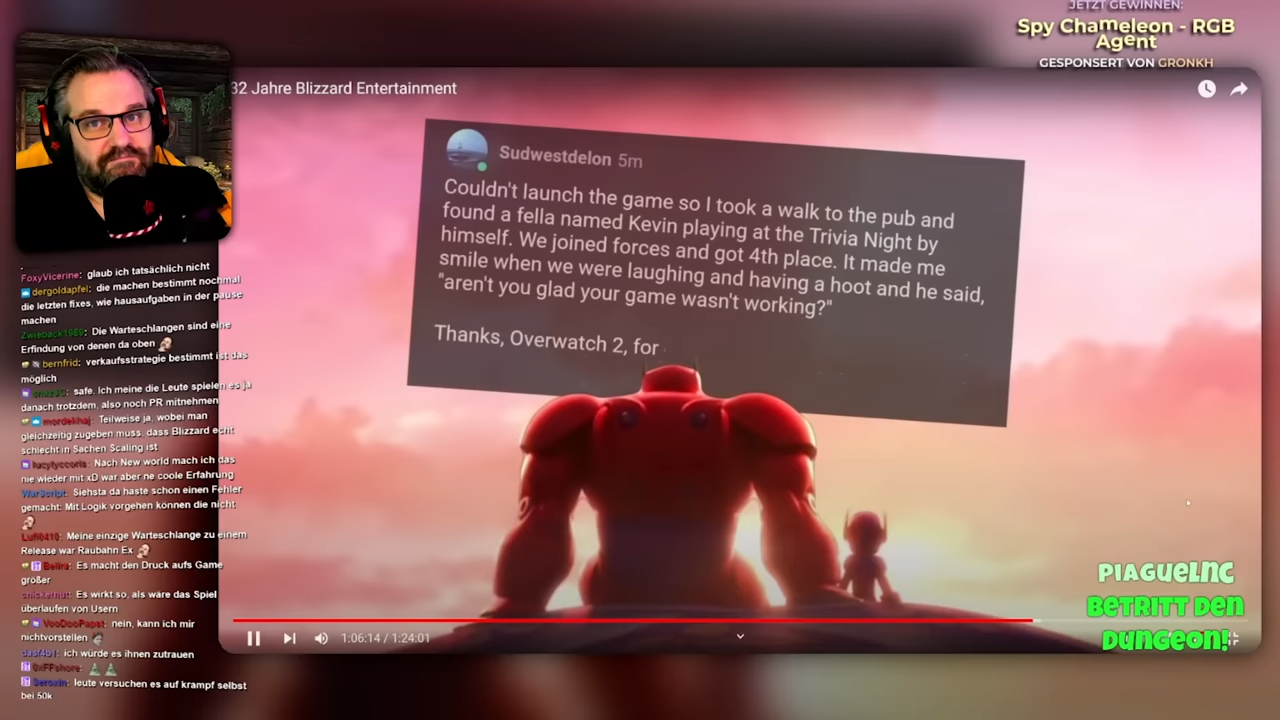 JETZT GEWINNEN:
Spy Chameleon - RGB
Agent
GESPONSERT VON GRONKH
32 Jahre Blizzard Entertainment
Sudwestdelon 5m
Couldn't launch the game so I took a walk to the pub and
found a fella named Kevin playing at the Trivia Night by
himself. We joined forces and got 4th place. It made me
smile when we were laughing and having a hoot and he said,
"aren't you glad your game wasn't working?"
Thanks, Overwatch 2, for
FoxyVicerine: glaub ich tatsächlich nicht
dergoldapfel: die machen bestimmt nochmal
die letzten fixes, wie hausaufgaben in der pause
machen
Zwieback1989: Die Warteschlangen sind eine
Erfindung von denen da oben
bernfrid: verkaufsstrategie bestimmt ist das
möglich
safe. Ich meine die Leute spielen es ja
danach trotzdem, also noch PR mitnehmen
mordekhaj: Teilweise ja, wobei man
gleichzeitig zugeben muss, dass Blizzard echt
schlecht in Sachen Scaling ist
lucylyccoris: Nach New world mach ich das
nie wieder mit xD war aber ne coole Erfahrung
WarScript: Siehsta da haste schon einen Fehler
gemacht: Mit Logik vorgehen können die nicht
Lufi0410: Meine einzige Warteschlange zu einem
Release war Raubahn Ex
Belira: Es macht den Druck aufs Game
größer
chickernut: Es wirkt so, als wäre das Spiel
überlaufen von Usern
VooDooPapst: nein, kann ich mir
nichtvorstellen
dasf4b1: ich würde es ihnen zutrauen
0xFFshore:
Seroxin: leute versuchen es auf krampf selbst
bei 50k
1:06:14 / 1:24:01
PlagueLNC
BETRITT DEN
DUNGEON!